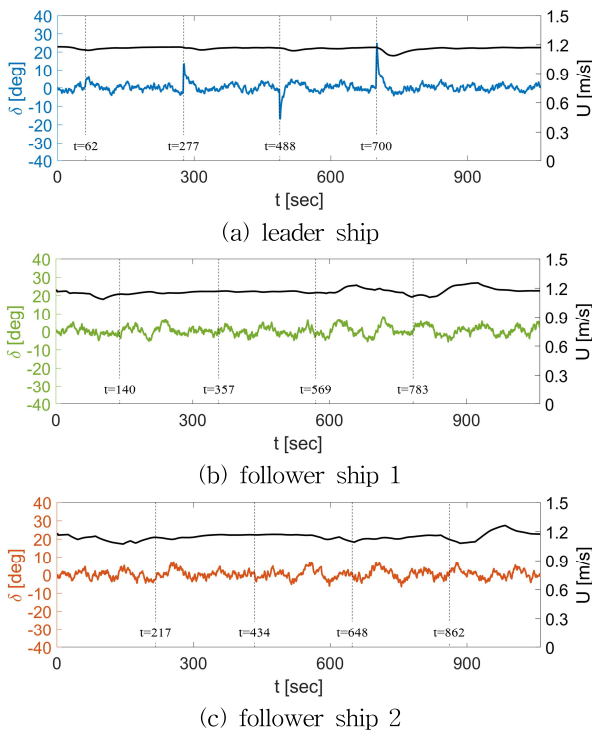 40
30
20
10
0
-10
-20
-30
-40
δ [deg]
1.5
1.2
0.9
0.6
0.3
0
U [m/s]
t=62
t=277
t=488
t=700
0 300 600 900
t [sec]
(a) leader ship
40
30
20
10
0
-10
-20
-30
-40
δ [deg]
1.5
1.2
0.9
0.6
0.3
0
U [m/s]
t=140
t=357
t=569
t=783
0 300 600 900
t [sec]
(b) follower ship 1
40
30
20
10
0
-10
-20
-30
-40
δ [deg]
1.5
1.2
0.9
0.6
0.3
0
U [m/s]
t=217
t=434
t=648
t=862
0 300 600 900
t [sec]
(c) follower ship 2